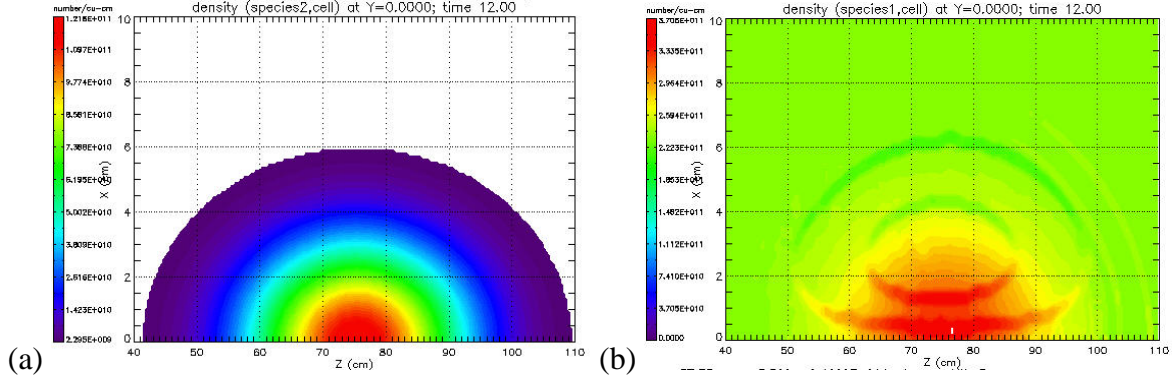 number/cu-cm
density (species2,cell) at Y=0.0000; time 12.00
1.216E+011
1.097E+011
9.774E+010
8.581E+010
7.388E+010
6.195E+010
5.002E+010
3.809E+010
2.616E+010
1.423E+010
2.295E+009
10
8
6
4
2
0
X (cm)
40
50
60
70
80
90
100
110
Z (cm)
(a)
number/cu-cm
density (species1,cell) at Y=0.0000; time 12.00
3.706E+011
3.335E+011
2.964E+011
2.594E+011
2.223E+011
1.853E+011
1.482E+011
1.112E+011
7.410E+010
3.705E+010
0.0000
10
8
6
4
2
0
X (cm)
40
50
60
70
80
90
100
110
Z (cm)
(b)